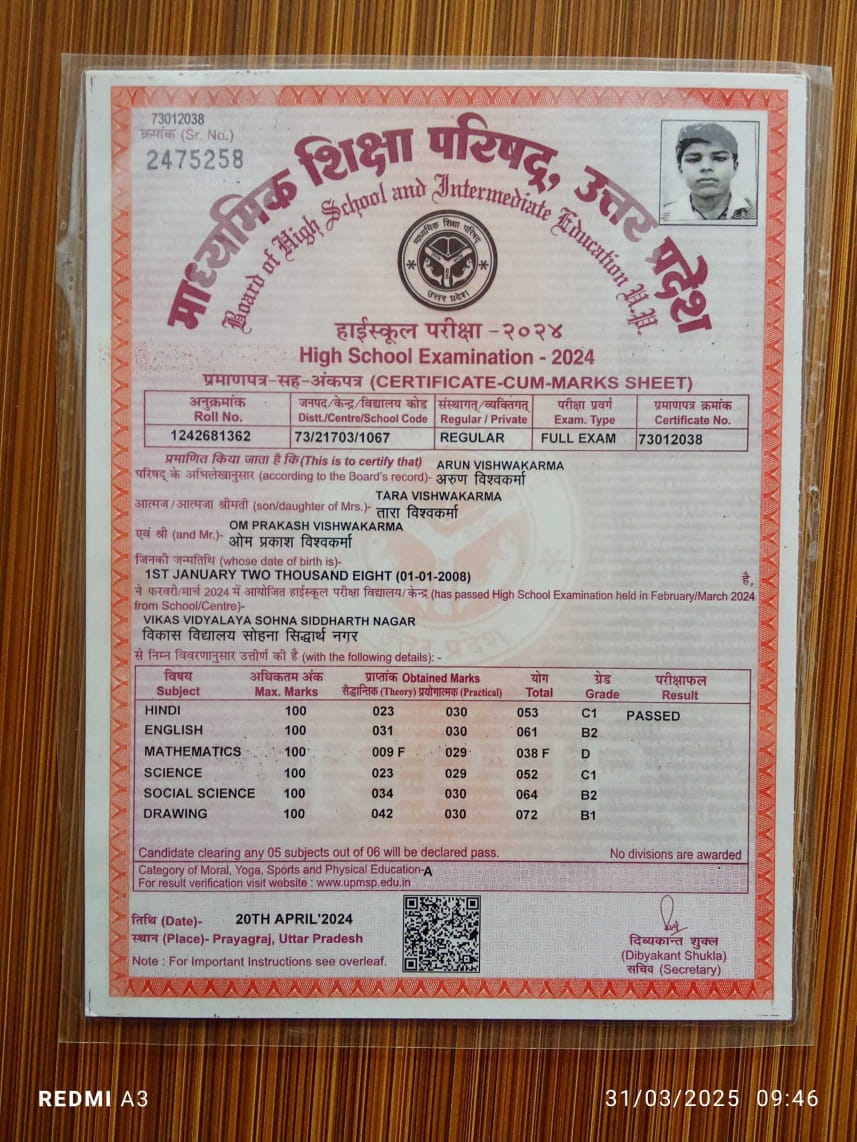 73012038
क्रमांक (Sr. No.)
2475258
माध्यमिक शिक्षा परिषद्, उत्तर प्रदेश
Board of High School and Intermediate Education U.P.
माध्यमिक शिक्षा परिषद्
उत्तर प्रदेश
हाईस्कूल परीक्षा -२०२४
High School Examination - 2024
प्रमाणपत्र-सह-अंकपत्र (CERTIFICATE-CUM-MARKS SHEET)
अनुक्रमांक जनपद/केन्द्र/विद्यालय कोड संस्थागत्/व्यक्तिगत् परीक्षा प्रवर्ग प्रमाणपत्र क्रमांक
Roll No. Distt./Centre/School Code Regular / Private Exam. Type Certificate No.
1242681362 73/21703/1067 REGULAR FULL EXAM 73012038
प्रमाणित किया जाता है कि (This is to certify that) ARUN VISHWAKARMA
परिषद् के अभिलेखानुसार (according to the Board's record)- अरुण विश्वकर्मा
TARA VISHWAKARMA
आत्मज/आत्मजा श्रीमती (son/daughter of Mrs.)- तारा विश्वकर्मा
OM PRAKASH VISHWAKARMA
एवं श्री (and Mr.)- ओम प्रकाश विश्वकर्मा
जिनकी जन्मतिथि (whose date of birth is)-
1ST JANUARY TWO THOUSAND EIGHT (01-01-2008) है,
ने फरवरी/मार्च 2024 में आयोजित हाईस्कूल परीक्षा विद्यालय/केन्द्र (has passed High School Examination held in February/March 2024
from School/Centre)-
VIKAS VIDYALAYA SOHNA SIDDHARTH NAGAR
विकास विद्यालय सोहना सिद्धार्थ नगर
से निम्न विवरणानुसार उत्तीर्ण की है (with the following details): -
विषय अधिकतम अंक प्राप्तांक Obtained Marks योग ग्रेड परीक्षाफल
Subject Max. Marks सैद्धान्तिक (Theory) प्रयोगात्मक (Practical) Total Grade Result
HINDI 100 023 030 053 C1 PASSED
ENGLISH 100 031 030 061 B2
MATHEMATICS 100 009 F 029 038 F D
SCIENCE 100 023 029 052 C1
SOCIAL SCIENCE 100 034 030 064 B2
DRAWING 100 042 030 072 B1
Candidate clearing any 05 subjects out of 06 will be declared pass. No divisions are awarded
Category of Moral, Yoga, Sports and Physical Education-A
For result verification visit website : www.upmsp.edu.in
तिथि (Date)- 20TH APRIL'2024
स्थान (Place)- Prayagraj, Uttar Pradesh
Note : For Important Instructions see overleaf.
दिव्यकान्त शुक्ल
(Dibyakant Shukla)
सचिव (Secretary)
REDMI A3 31/03/2025 09:46